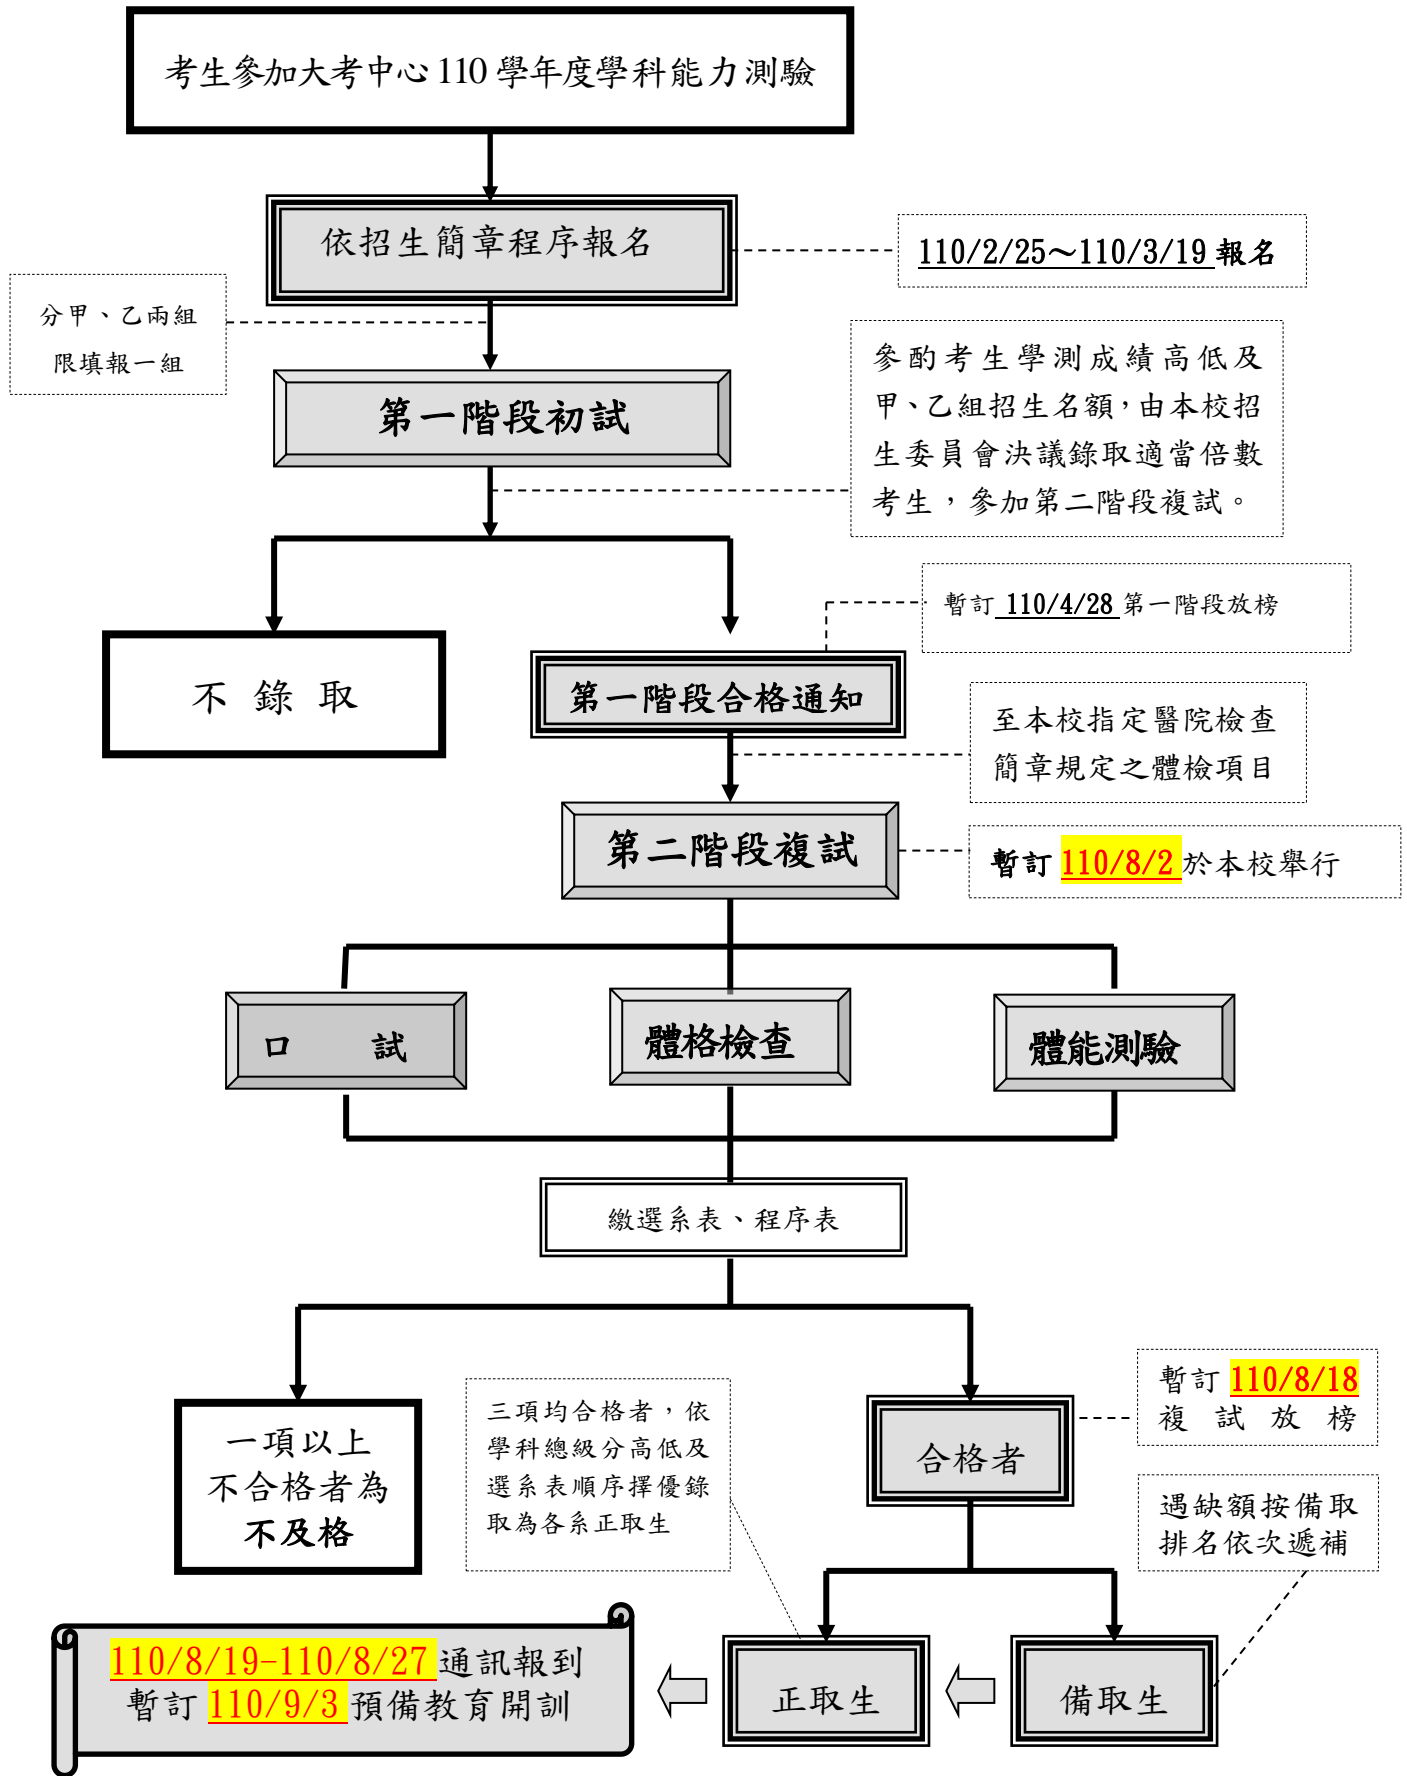 考生參加大考中心 110 學年度學科能力測驗
依招生簡章程序報名
110/2/25～110/3/19 報名
分甲、乙兩組
限填報一組
第一階段初試
參酌考生學測成績高低及
甲、乙組招生名額，由本校招
生委員會決議錄取適當倍數
考生，參加第二階段複試。
暫訂 110/4/28 第一階段放榜
不 錄 取
第一階段合格通知
至本校指定醫院檢查
簡章規定之體檢項目
第二階段複試
暫訂 110/8/2 於本校舉行
口 試
體格檢查
體能測驗
繳選系表、程序表
一項以上
不合格者為
不及格
三項均合格者，依
學科總級分高低及
選系表順序擇優錄
取為各系正取生
合格者
暫訂 110/8/18
複 試 放 榜
遇缺額按備取
排名依次遞補
110/8/19-110/8/27 通訊報到
暫訂 110/9/3 預備教育開訓
正取生
備取生